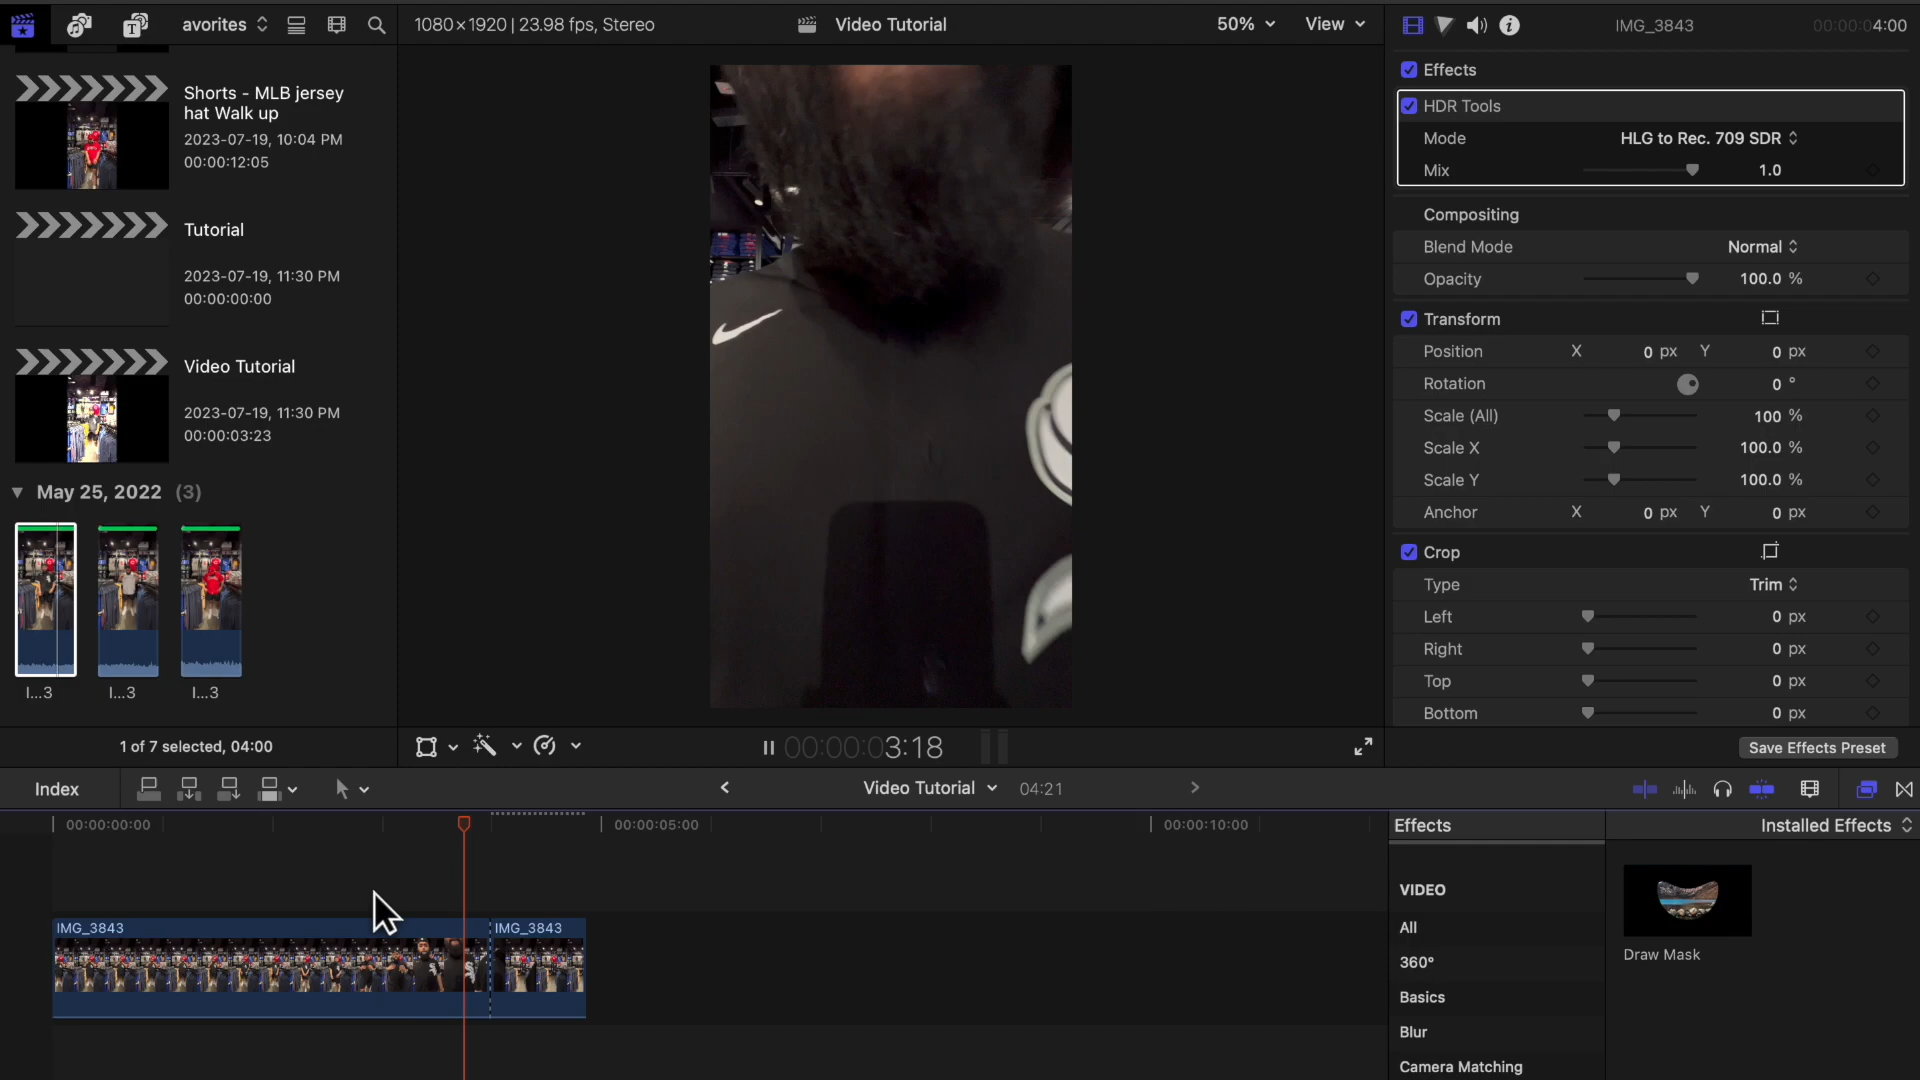 avorites
1080×1920 | 23.98 fps, Stereo
Video Tutorial
50%
View
IMG_3843
00:00:04:00
Shorts - MLB jersey
hat Walk up
2023-07-19, 10:04 PM
00:00:12:05
Tutorial
2023-07-19, 11:30 PM
00:00:00:00
Video Tutorial
2023-07-19, 11:30 PM
00:00:03:23
May 25, 2022 (3)
I...3
I...3
I...3
1 of 7 selected, 04:00
00:00:03:18
Effects
HDR Tools
Mode HLG to Rec. 709 SDR
Mix 1.0
Compositing
Blend Mode Normal
Opacity 100.0 %
Transform
Position X 0 px Y 0 px
Rotation 0 °
Scale (All) 100 %
Scale X 100.0 %
Scale Y 100.0 %
Anchor X 0 px Y 0 px
Crop
Type Trim
Left 0 px
Right 0 px
Top 0 px
Bottom 0 px
Save Effects Preset
Index
Video Tutorial
04:21
00:00:00:00
00:00:05:00
00:00:10:00
IMG_3843
IMG_3843
Effects
Installed Effects
VIDEO
All
360°
Basics
Blur
Camera Matching
Draw Mask